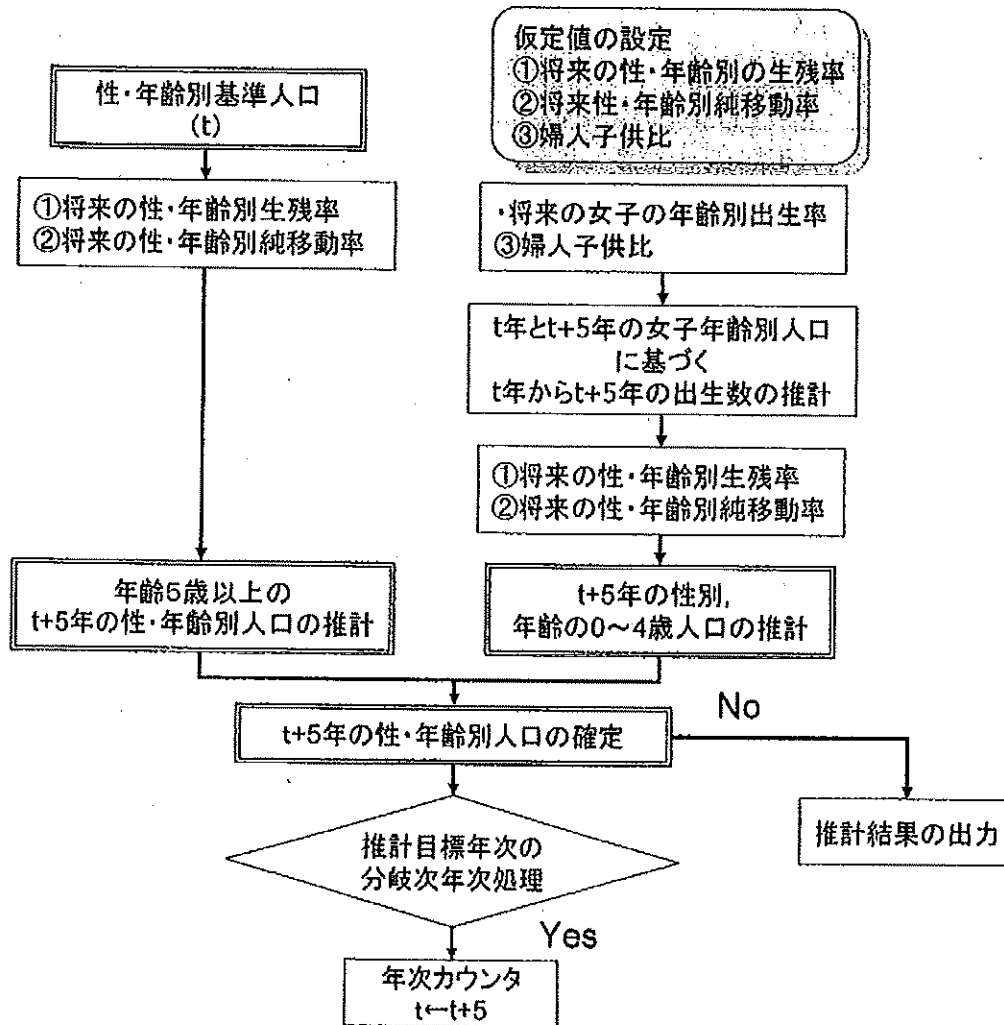 仮定値の設定
①将来の性・年齢別の生残率
②将来性・年齢別純移動率
③婦人子供比
性・年齢別基準人口
(t)
①将来の性・年齢別生残率
②将来の性・年齢別純移動率
・将来の女子の年齢別出生率
③婦人子供比
t年とt+5年の女子年齢別人口
に基づく
t年からt+5年の出生数の推計
①将来の性・年齢別生残率
②将来の性・年齢別純移動率
年齢5歳以上の
t+5年の性・年齢別人口の推計
t+5年の性別,
年齢の0～4歳人口の推計
t+5年の性・年齢別人口の確定
No
推計結果の出力
推計目標年次の
分岐次年次処理
Yes
年次カウンタ
t←t+5